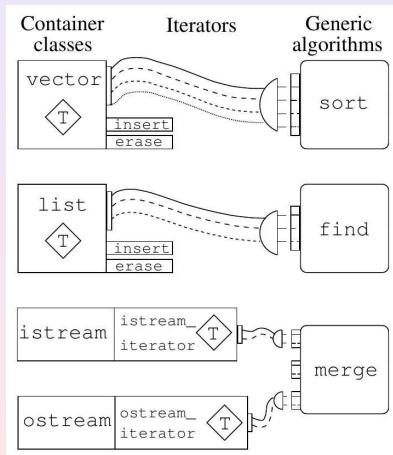 Container classes
Iterators
Generic algorithms
vector
T
insert
erase
sort
list
T
insert
erase
find
istream
istream_
iterator
T
merge
ostream
ostream_
iterator
T